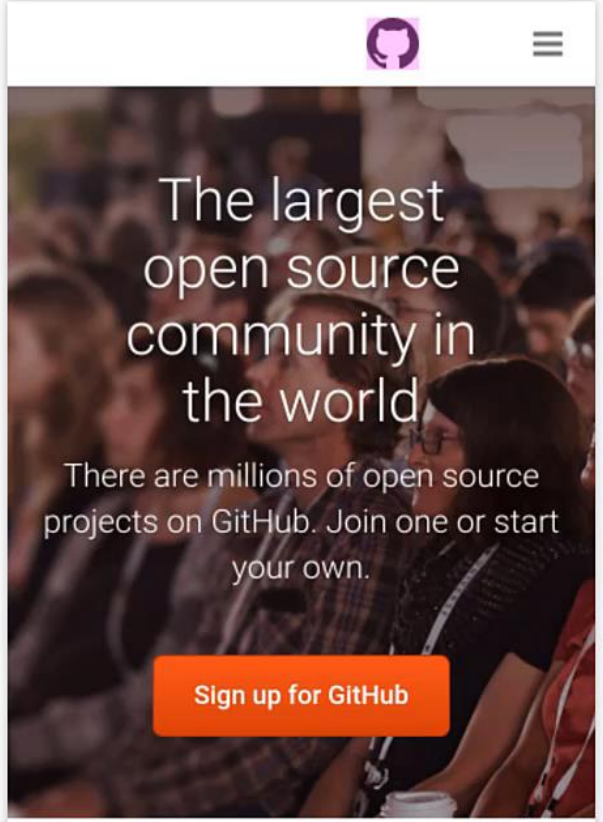 The largest
open source
community in
the world
There are millions of open source
projects on GitHub. Join one or start
your own.
Sign up for GitHub